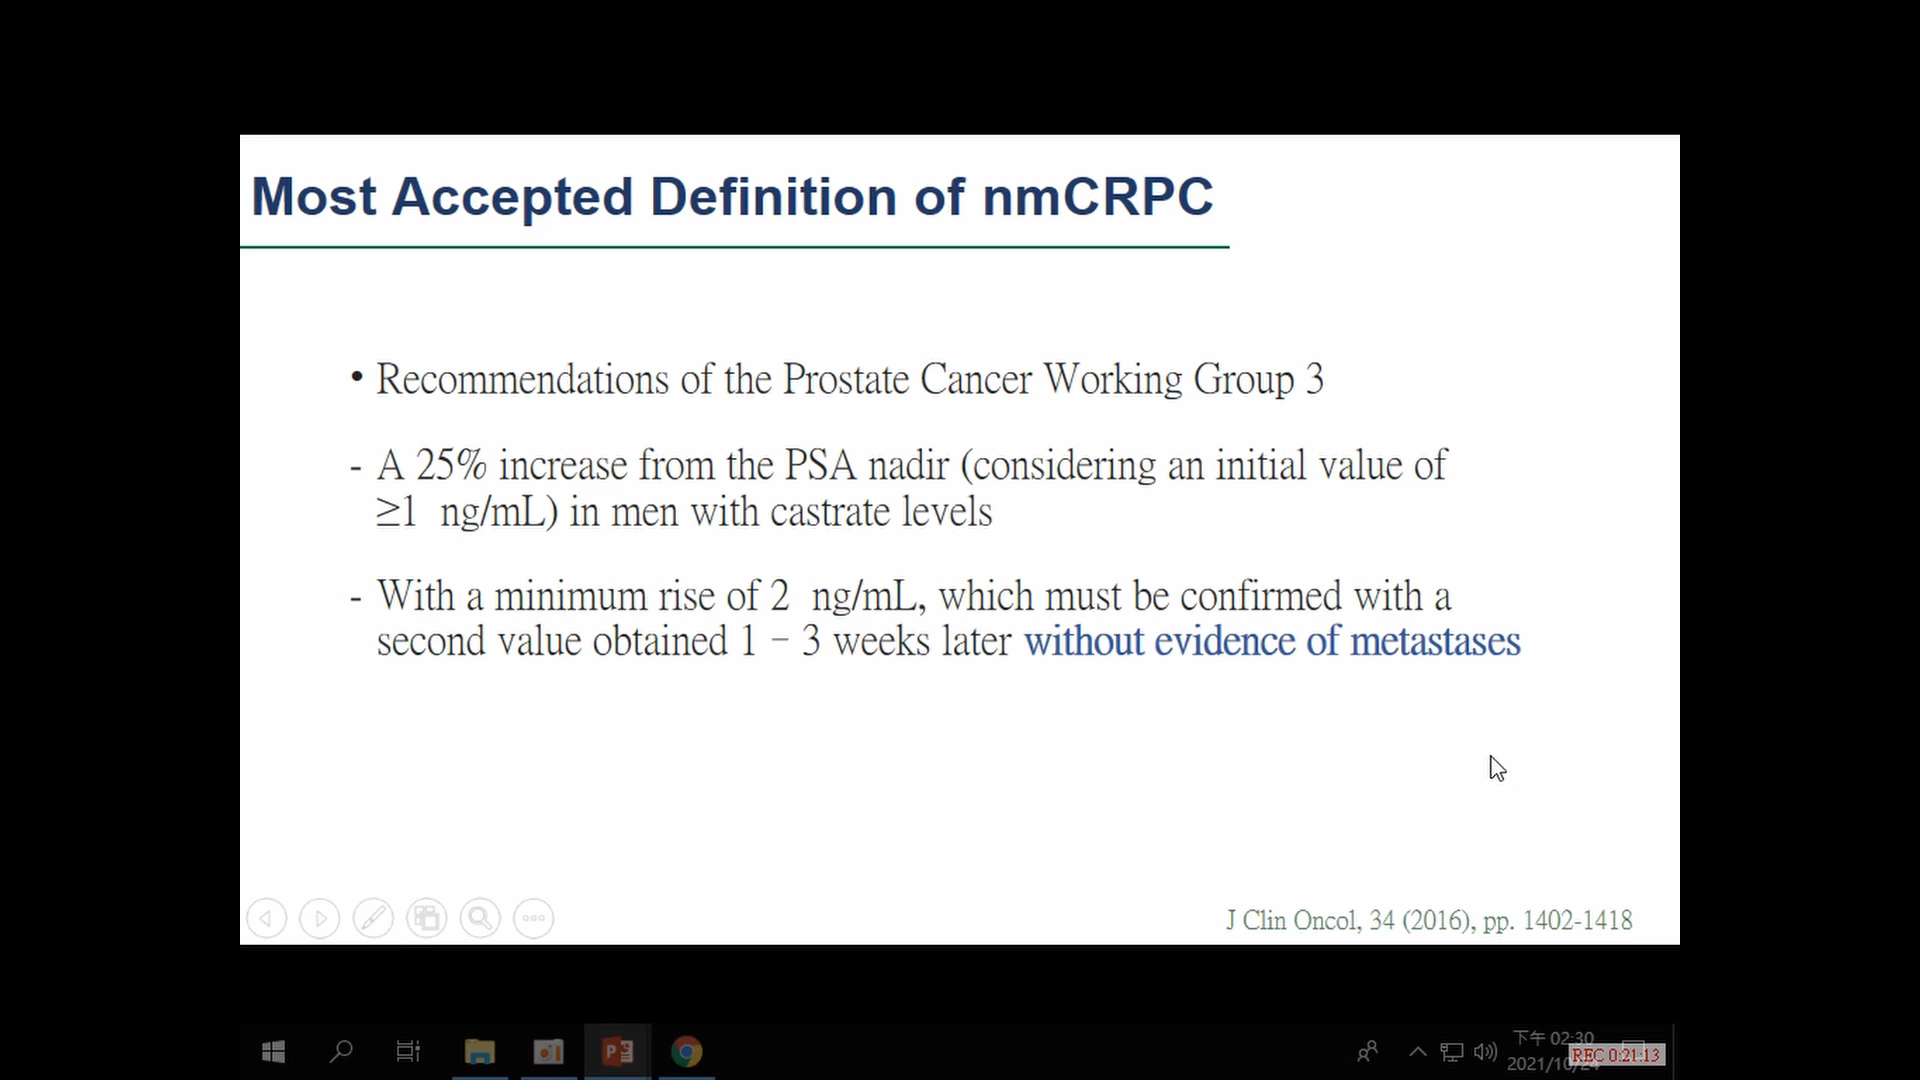 Most Accepted Definition of nmCRPC
• Recommendations of the Prostate Cancer Working Group 3
- A 25% increase from the PSA nadir (considering an initial value of
≥1 ng/mL) in men with castrate levels
- With a minimum rise of 2 ng/mL, which must be confirmed with a
second value obtained 1 – 3 weeks later without evidence of metastases
J Clin Oncol, 34 (2016), pp. 1402-1418
下午 02:30
2021/10/24
REC 0:21:13